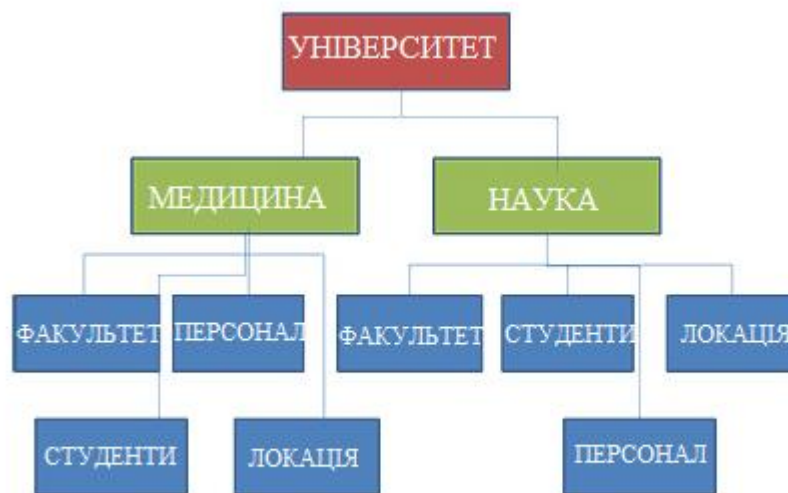 УНІВЕРСИТЕТ
МЕДИЦИНА
НАУКА
ФАКУЛЬТЕТ
ПЕРСОНАЛ
ФАКУЛЬТЕТ
СТУДЕНТИ
ЛОКАЦІЯ
СТУДЕНТИ
ЛОКАЦІЯ
ПЕРСОНАЛ